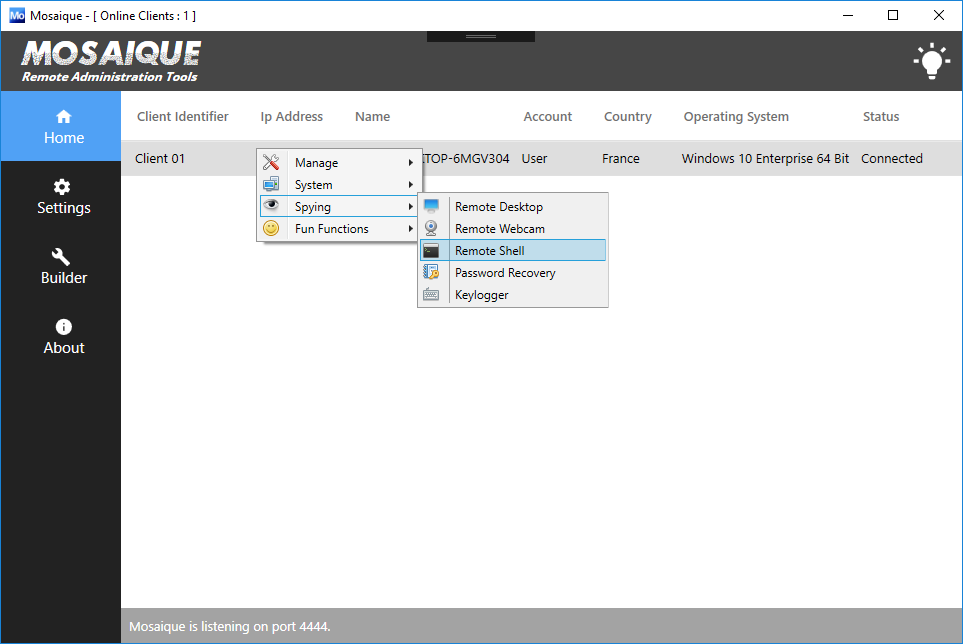 Mo Mosaique - [ Online Clients : 1 ]
MOSAIQUE
Remote Administration Tools
Home
Settings
Builder
About
Client Identifier Ip Address Name Account Country Operating System Status
Client 01 TOP-6MGV304 User France Windows 10 Enterprise 64 Bit Connected
Manage
System
Spying
Fun Functions
Remote Desktop
Remote Webcam
Remote Shell
Password Recovery
Keylogger
Mosaique is listening on port 4444.